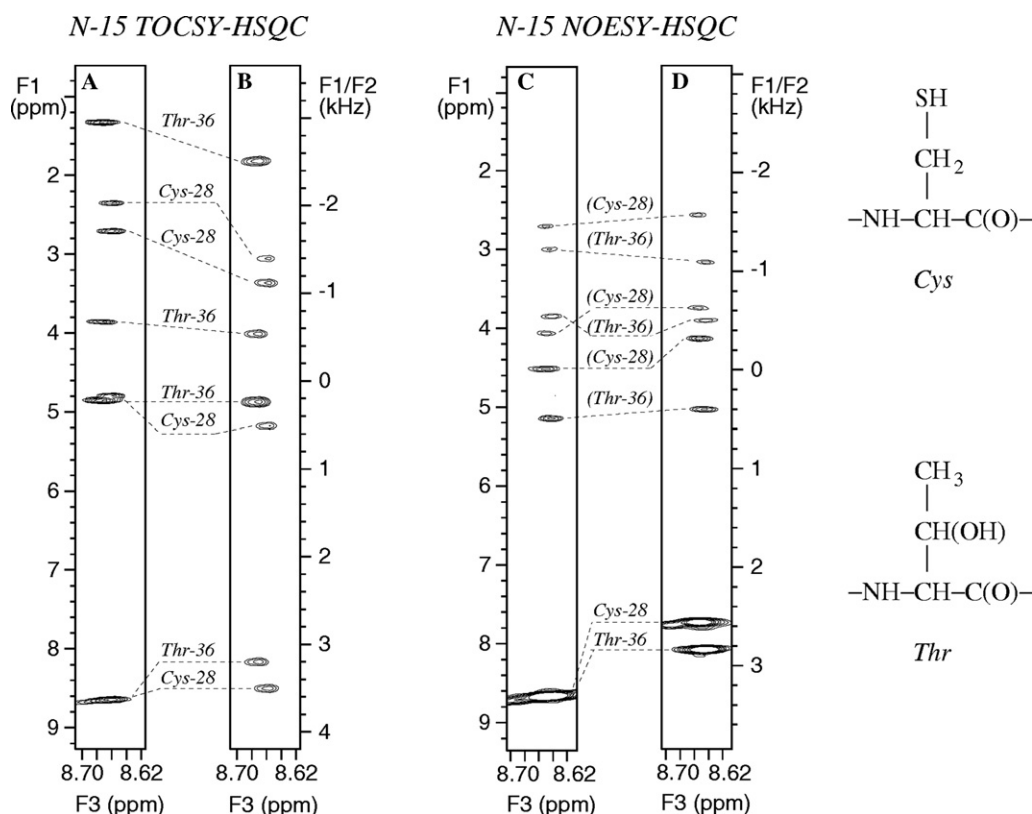 N-15 TOCSY-HSQC
N-15 NOESY-HSQC
F1
(ppm)
A
B
F1/F2
(kHz)
2
3
4
5
6
7
8
9
Thr-36
Cys-28
Cys-28
Thr-36
Thr-36
Cys-28
Thr-36
Cys-28
-2
-1
0
1
2
3
4
8.70 8.62
8.70 8.62
F3 (ppm)
F3 (ppm)
F1
(ppm)
C
D
F1/F2
(kHz)
2
3
4
5
6
7
8
9
(Cys-28)
(Thr-36)
(Cys-28)
(Thr-36)
(Cys-28)
(Thr-36)
Cys-28
Thr-36
-2
-1
0
1
2
3
8.70 8.62
8.70 8.62
F3 (ppm)
F3 (ppm)
SH
CH2
–NH–CH–C(O)–
Cys
CH3
CH(OH)
–NH–CH–C(O)–
Thr